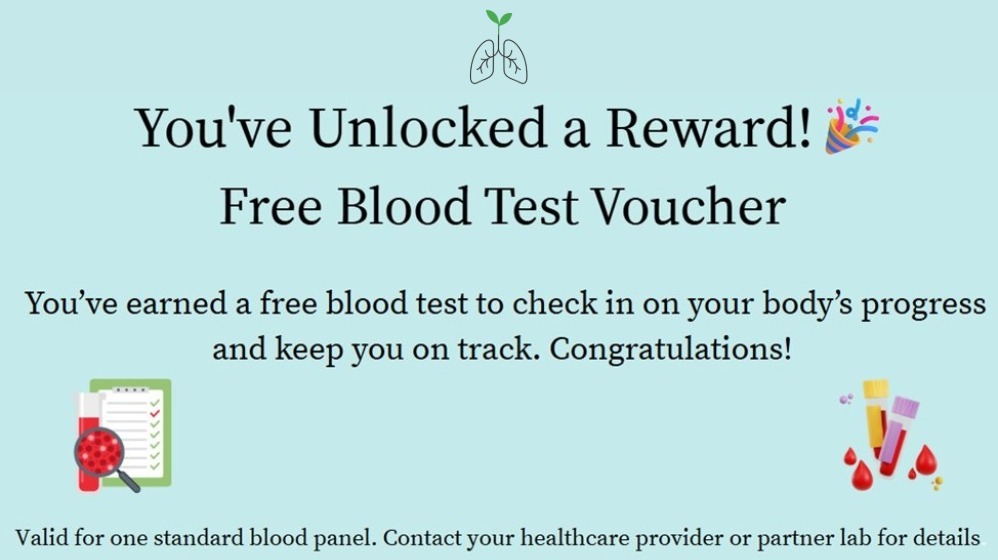 You've Unlocked a Reward!
Free Blood Test Voucher
You’ve earned a free blood test to check in on your body’s progress
and keep you on track. Congratulations!
Valid for one standard blood panel. Contact your healthcare provider or partner lab for details.